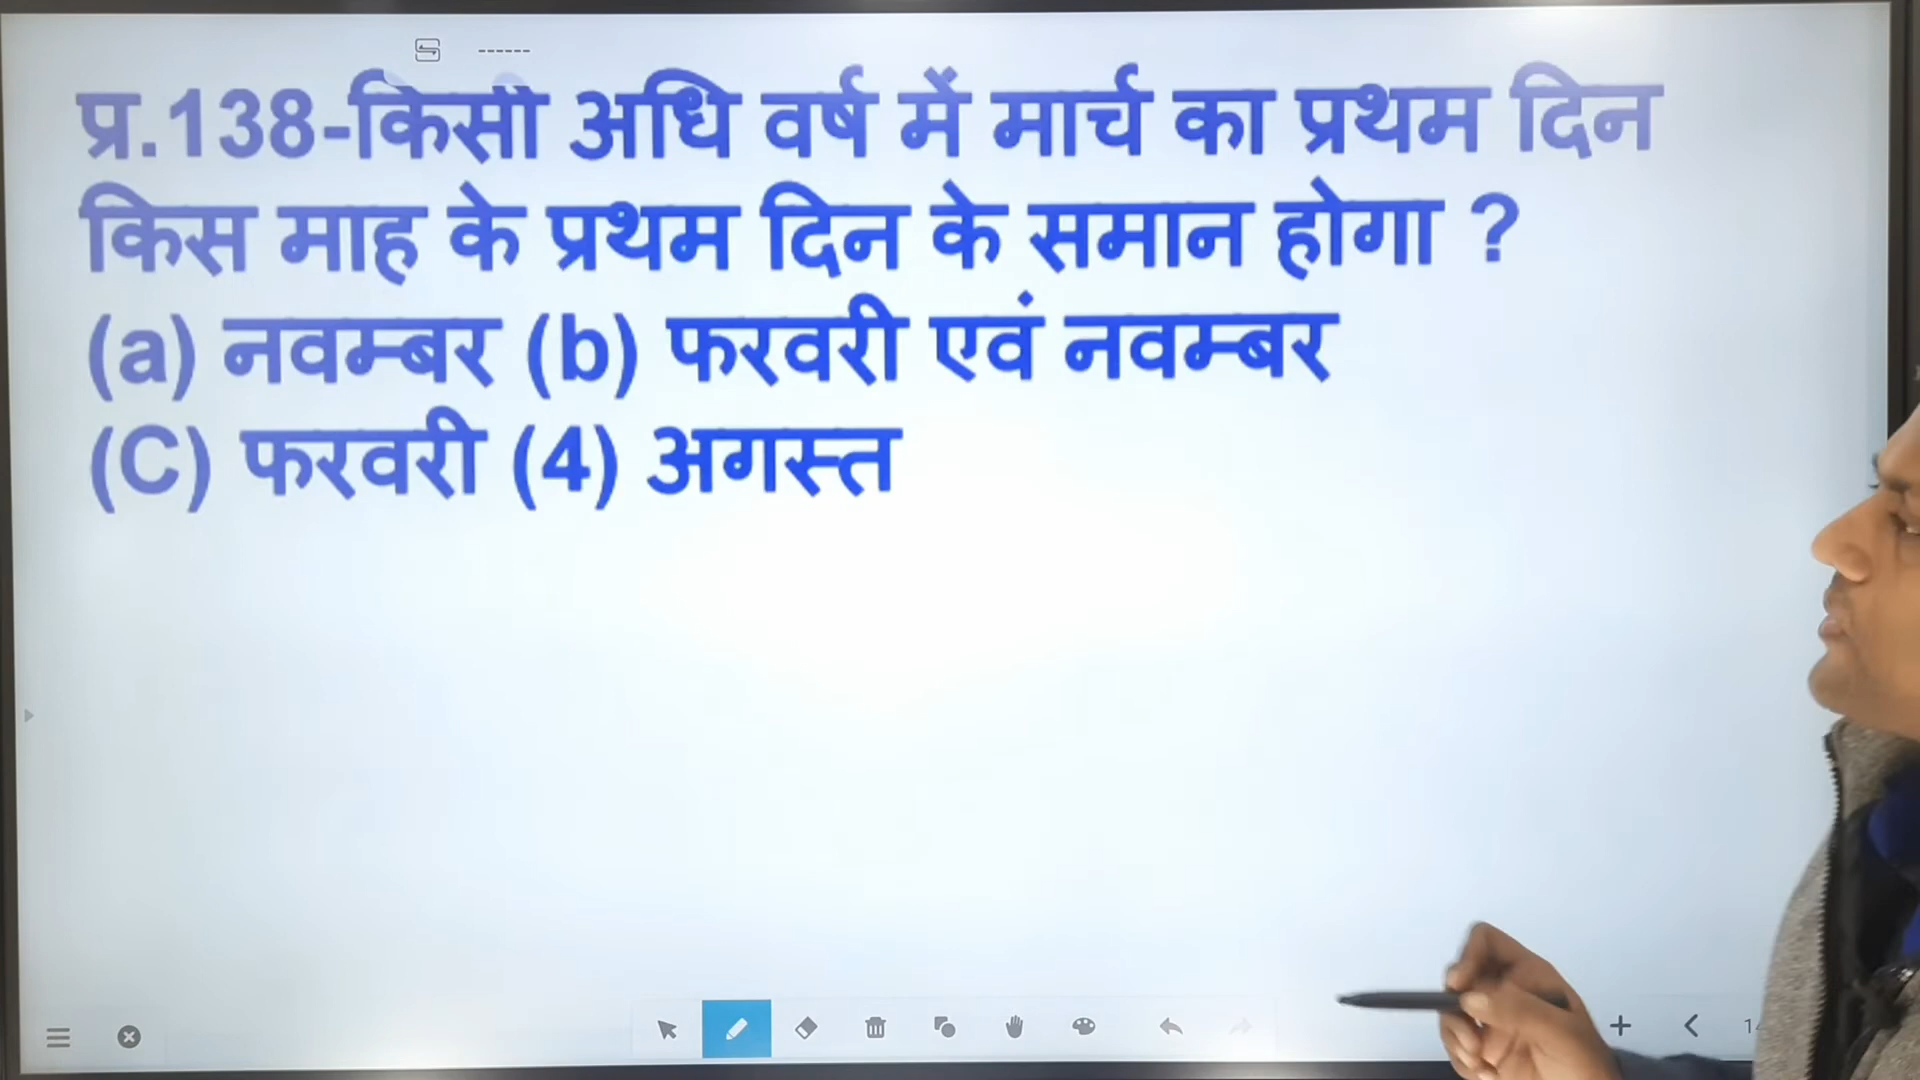 प्र.138-किसी अधि वर्ष में मार्च का प्रथम दिन
किस माह के प्रथम दिन के समान होगा ?
(a) नवम्बर (b) फरवरी एवं नवम्बर
(C) फरवरी (4) अगस्त